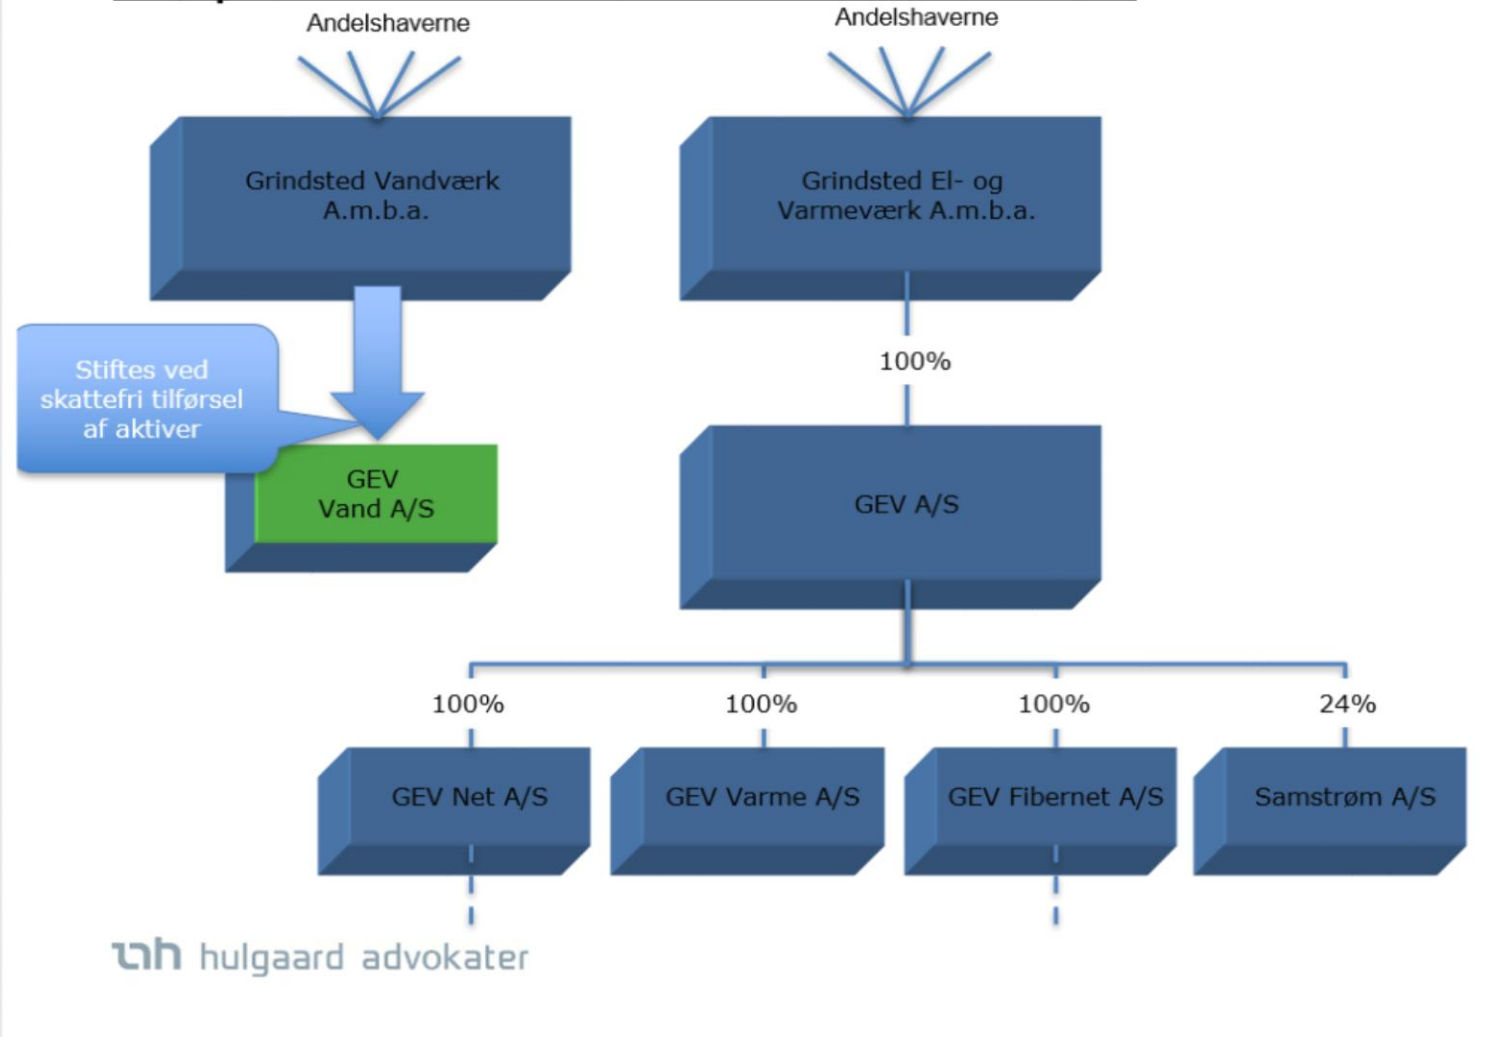 Andelshaverne
Andelshaverne
Grindsted Vandværk
A.m.b.a.
Grindsted El- og
Varmeværk A.m.b.a.
100%
Stiftes ved
skattefri tilførsel
af aktiver
GEV
Vand A/S
GEV A/S
100%
100%
100%
24%
GEV Net A/S
GEV Varme A/S
GEV Fibernet A/S
Samstrøm A/S
hulgaard advokater